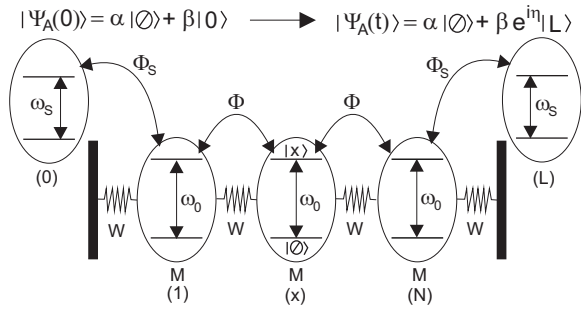 |Ψ_A(0)⟩ = α |∅⟩ + β |0⟩ ⟶ |Ψ_A(t)⟩ = α |∅⟩ + β e^{iη} |L⟩
Φ_S Φ Φ Φ_S
ω_S ω_S
|x⟩
(0) (L)
ω_0 ω_0 ω_0
W W W W
|∅⟩
M M M
(1) (x) (N)